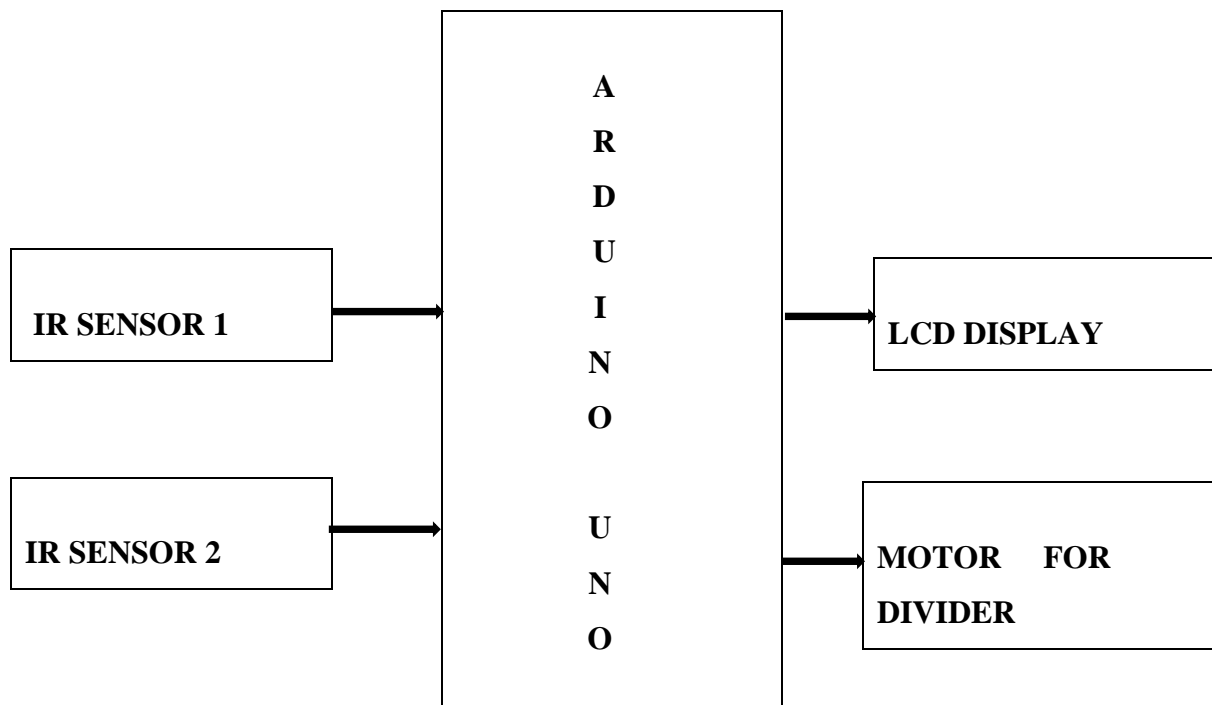 A
R
D
U
I
N
O
U
N
O
IR SENSOR 1
IR SENSOR 2
LCD DISPLAY
MOTOR FOR
DIVIDER